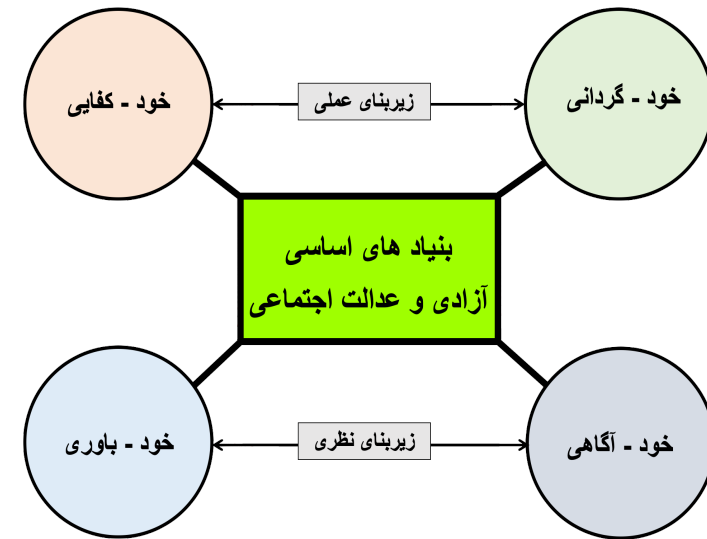 خود - گردانی
زیربنای عملی
خود - کفایی
بنیاد های اساسی
آزادی و عدالت اجتماعی
خود - آگاهی
زیربنای نظری
خود - باوری